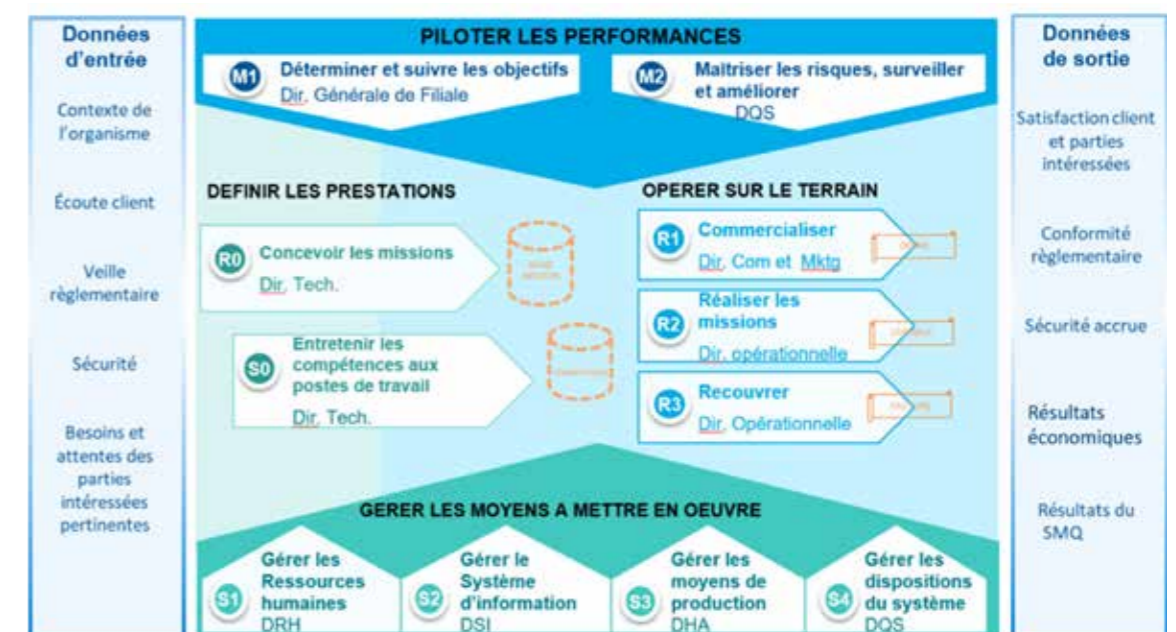 Données
d'entrée
Contexte de
l'organisme
Écoute client
Veille
règlementaire
Sécurité
Besoins et
attentes des
parties
intéressées
pertinentes
PILOTER LES PERFORMANCES
M1
Déterminer et suivre les objectifs
Dir. Générale de Filiale
M2
Maîtriser les risques, surveiller
et améliorer
DQS
DEFINIR LES PRESTATIONS
R0
Concevoir les missions
Dir. Tech.
S0
Entretenir les
compétences aux
postes de travail
Dir. Tech.
OPERER SUR LE TERRAIN
R1
Commercialiser
Dir. Com et Mktg
R2
Réaliser les
missions
Dir. opérationnelle
R3
Recouvrer
Dir. Opérationnelle
GERER LES MOYENS A METTRE EN OEUVRE
S1
Gérer les
Ressources
humaines
DRH
S2
Gérer le
Système
d'information
DSI
S3
Gérer les
moyens de
production
DHA
S4
Gérer les
dispositions
du système
DQS
Données
de sortie
Satisfaction client
et parties
intéressées
Conformité
règlementaire
Sécurité accrue
Résultats
économiques
Résultats du
SMQ